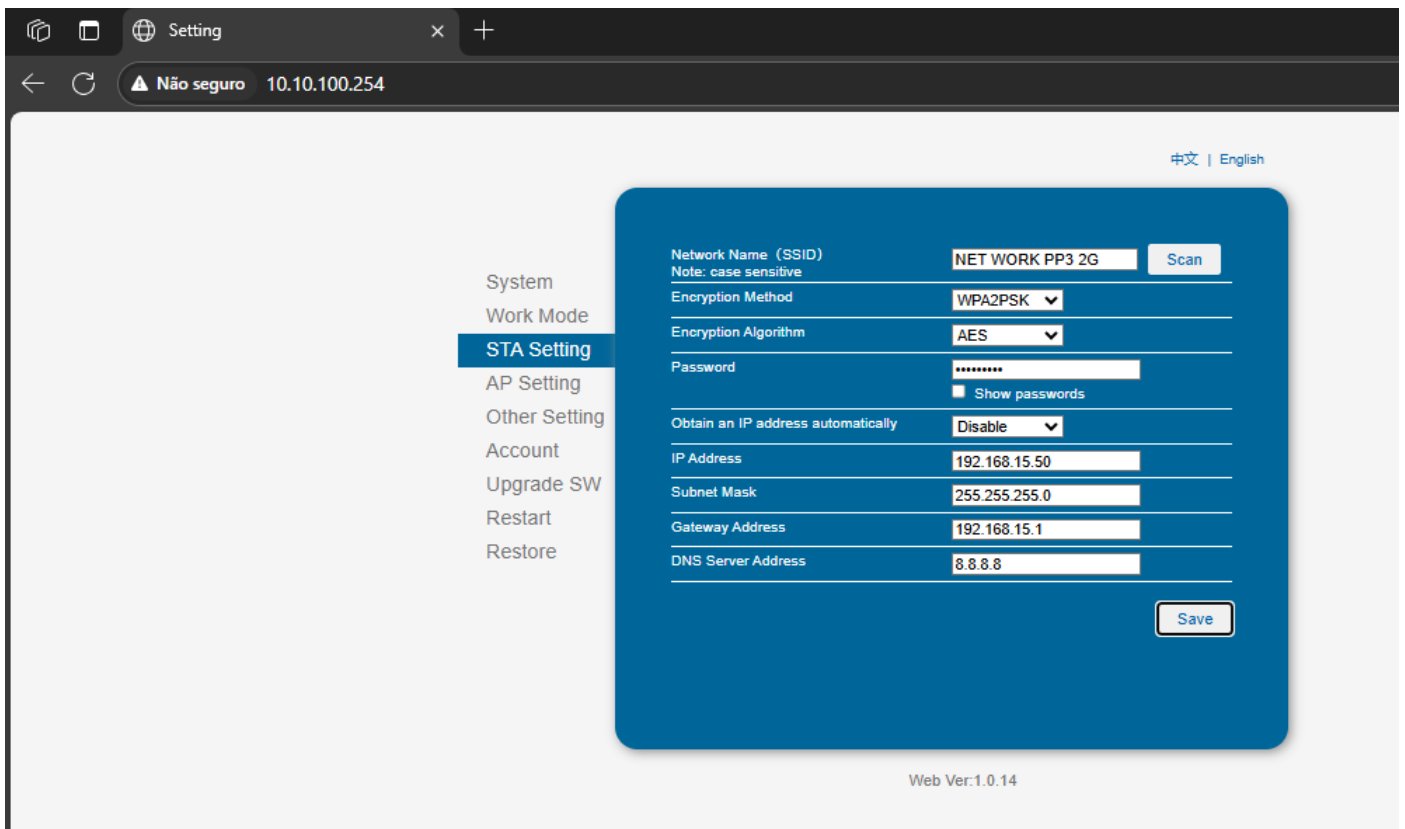 Setting
Não seguro 10.10.100.254
中文 | English
System
Work Mode
STA Setting
AP Setting
Other Setting
Account
Upgrade SW
Restart
Restore
Network Name（SSID）
Note: case sensitive
NET WORK PP3 2G
Scan
Encryption Method
WPA2PSK
Encryption Algorithm
AES
Password
•••••••••
Show passwords
Obtain an IP address automatically
Disable
IP Address
192.168.15.50
Subnet Mask
255.255.255.0
Gateway Address
192.168.15.1
DNS Server Address
8.8.8.8
Save
Web Ver:1.0.14